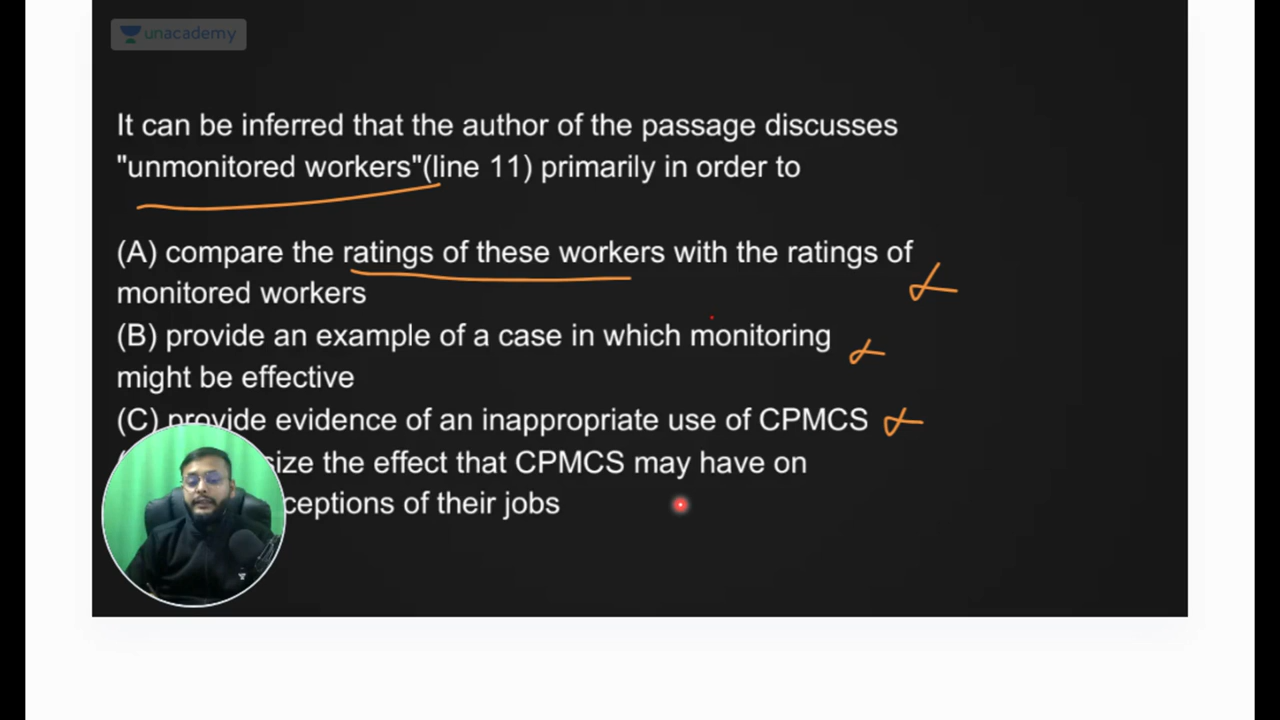 unacademy
It can be inferred that the author of the passage discusses
"unmonitored workers"(line 11) primarily in order to
(A) compare the ratings of these workers with the ratings of
monitored workers
(B) provide an example of a case in which monitoring
might be effective
(C) provide evidence of an inappropriate use of CPMCS
the effect that CPMCS may have on
of their jobs